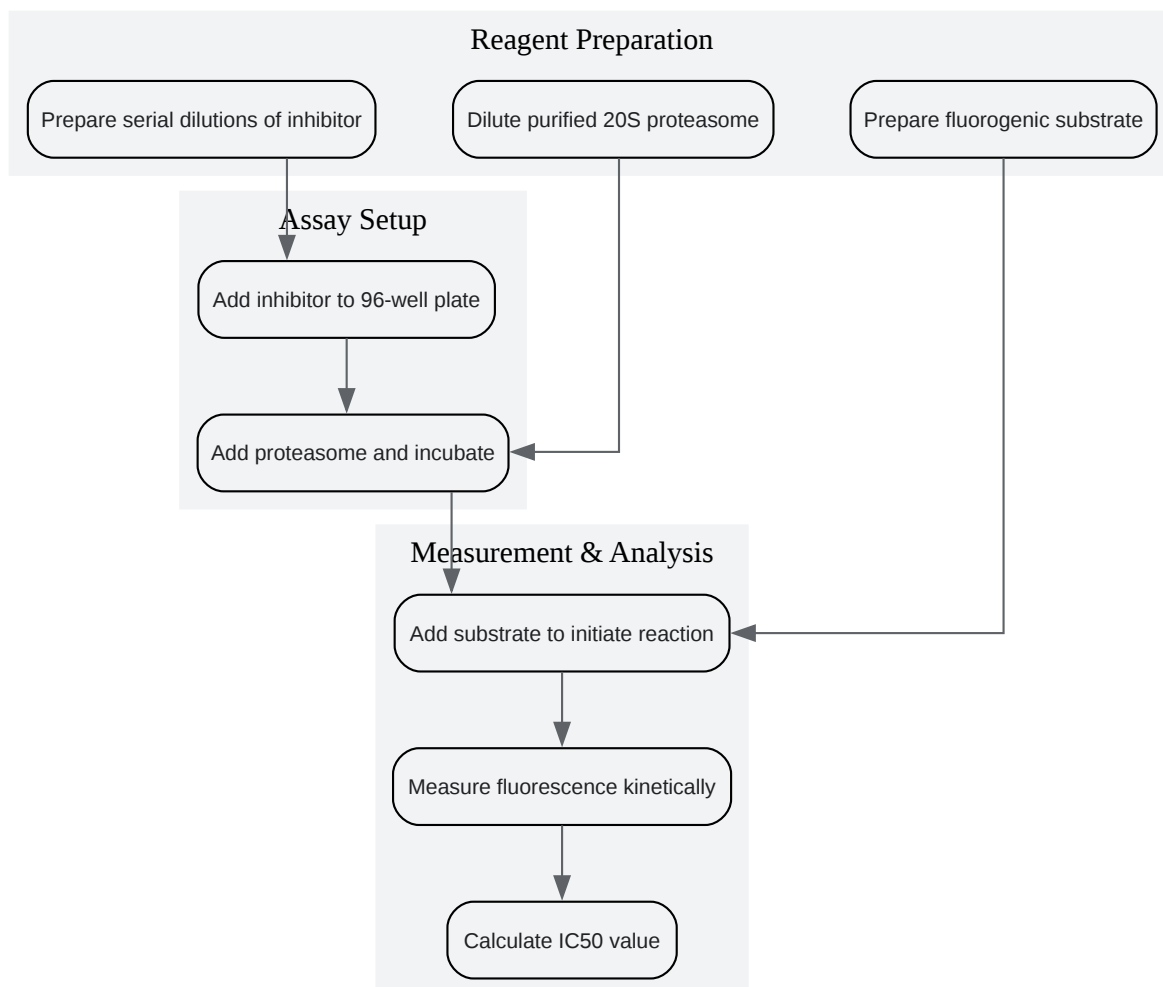 Reagent Preparation
Prepare serial dilutions of inhibitor
Dilute purified 20S proteasome
Prepare fluorogenic substrate
Assay Setup
Add inhibitor to 96-well plate
Add proteasome and incubate
Measurement & Analysis
Add substrate to initiate reaction
Measure fluorescence kinetically
Calculate IC50 value